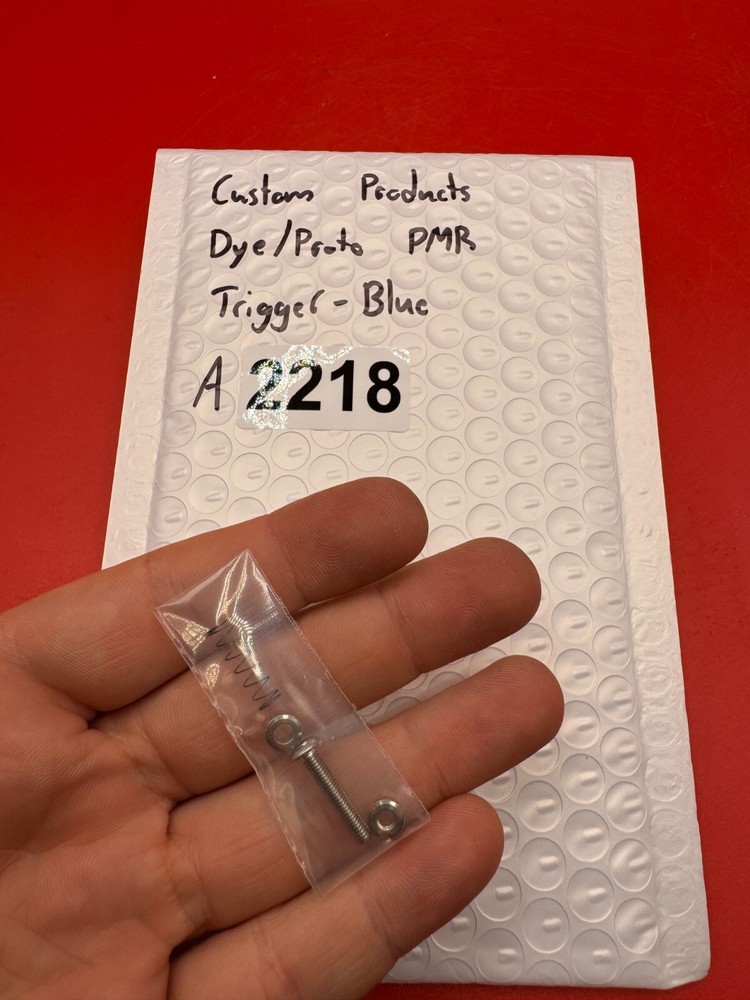 Custom Products
Dye/Proto PMR
Trigger-Blue
A 2218